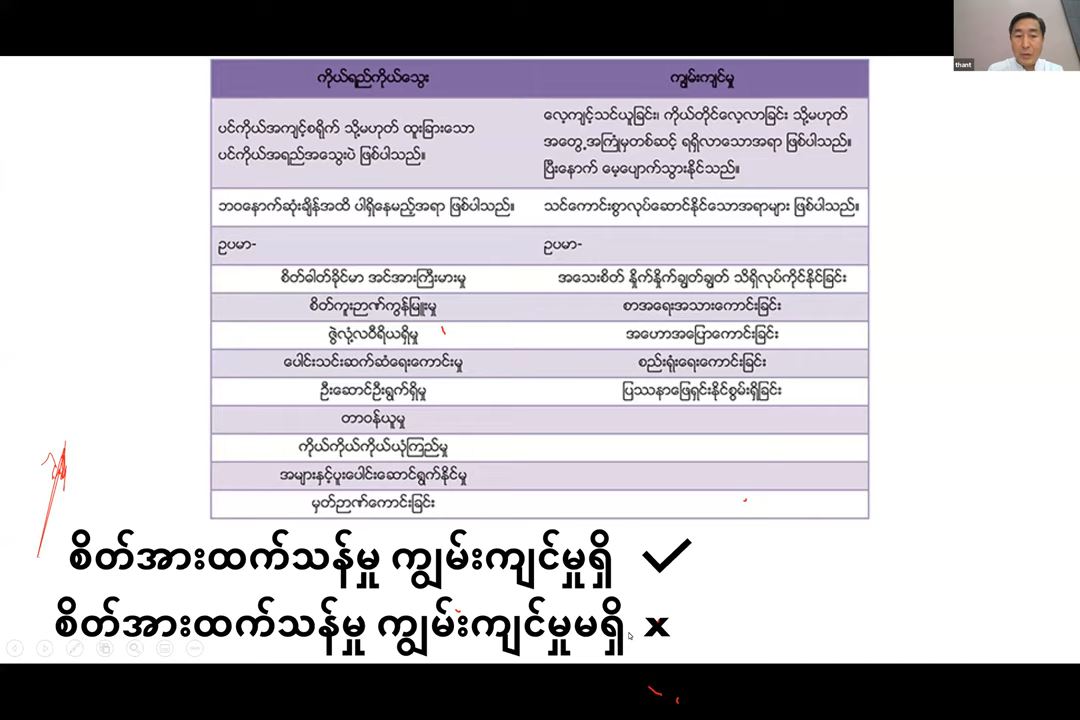 thant
ကိုယ်ရည်ကိုယ်သွေး
ကျွမ်းကျင်မှု
ပင်ကိုယ်အကျင့်စရိုက် သို့မဟုတ် ထူးခြားသော
ပင်ကိုယ်အရည်အသွေးပဲ ဖြစ်ပါသည်။
လေ့ကျင့်သင်ယူခြင်း၊ ကိုယ်တိုင်လေ့လာခြင်း သို့မဟုတ်
အတွေ့အကြုံမှတစ်ဆင့် ရရှိလာသောအရာ ဖြစ်ပါသည်။
ပြီးနောက် မေ့ပျောက်သွားနိုင်သည်။
ဘဝနောက်ဆုံးချိန်အထိ ပါရှိနေမည့်အရာ ဖြစ်ပါသည်။
သင်ကောင်းစွာလုပ်ဆောင်နိုင်သောအရာများ ဖြစ်ပါသည်။
ဥပမာ-
ဥပမာ-
စိတ်ဓါတ်ခိုင်မာ အင်အားကြီးမားမှု
အသေးစိတ် နှိုက်နှိုက်ချွတ်ချွတ် သိရှိလုပ်ကိုင်နိုင်ခြင်း
စိတ်ကူးဉာဏ်ကွန့်မြူးမှု
စာအရေးအသားကောင်းခြင်း
ဇွဲလုံ့လဝီရိယရှိမှု
အဟောအပြောကောင်းခြင်း
ပေါင်းသင်းဆက်ဆံရေးကောင်းမှု
စည်းရုံးရေးကောင်းခြင်း
ဦးဆောင်ဦးရွက်ရှိမှု
ပြဿနာဖြေရှင်းနိုင်စွမ်းရှိခြင်း
တာဝန်ယူမှု
ကိုယ်ကိုယ်ကိုယ်ယုံကြည်မှု
အများနှင့်ပူးပေါင်းဆောင်ရွက်နိုင်မှု
မှတ်ဉာဏ်ကောင်းခြင်း
စိတ်အားထက်သန်မှု ကျွမ်းကျင်မှုရှိ
စိတ်အားထက်သန်မှု ကျွမ်းကျင်မှုမရှိ x